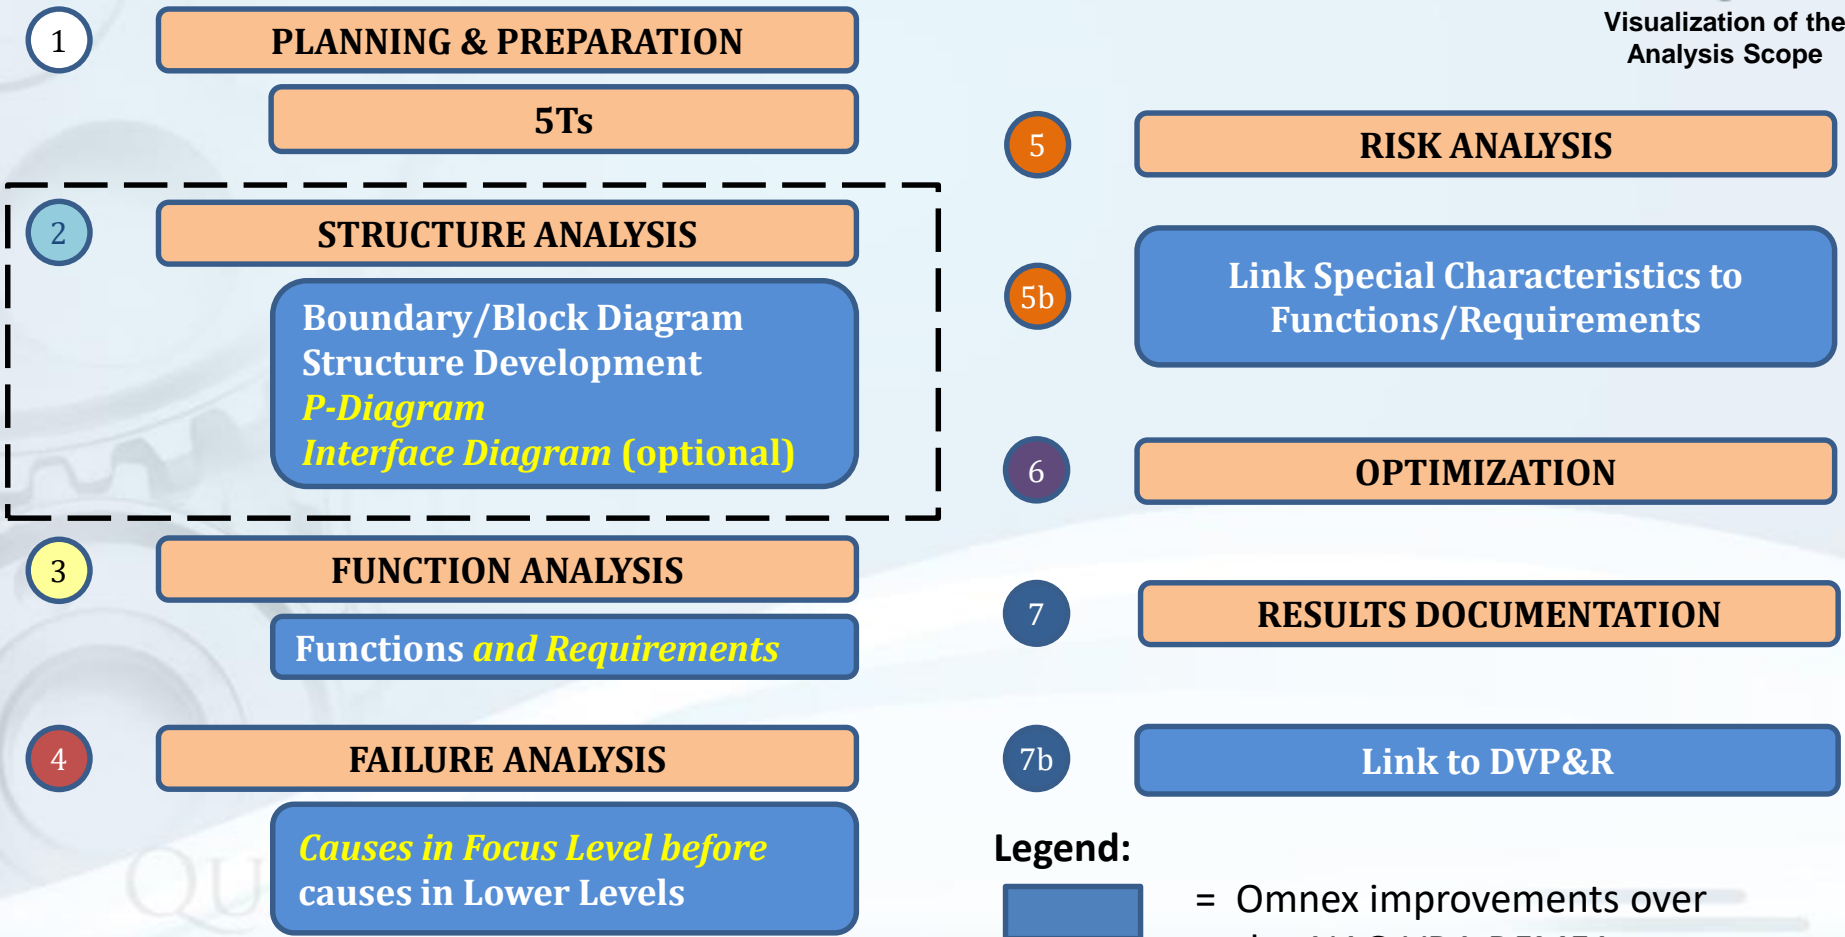 1
PLANNING & PREPARATION
5Ts
2
STRUCTURE ANALYSIS
Boundary/Block Diagram
Structure Development
P-Diagram
Interface Diagram (optional)
3
FUNCTION ANALYSIS
Functions and Requirements
4
FAILURE ANALYSIS
Causes in Focus Level before
causes in Lower Levels
QU
Visualization of the
Analysis Scope
5
RISK ANALYSIS
5b
Link Special Characteristics to
Functions/Requirements
6
OPTIMIZATION
7
RESULTS DOCUMENTATION
7b
Link to DVP&R
Legend:
= Omnex improvements over